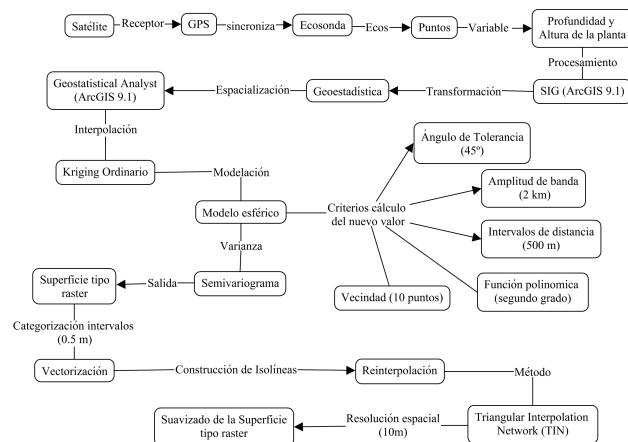 Satélite
Receptor
GPS
sincroniza
Ecosonda
Ecos
Puntos
Variable
Profundidad y
Altura de la planta
Procesamiento
SIG (ArcGIS 9.1)
Transformación
Geoestadística
Espacialización
Geostatistical Analyst
(ArcGIS 9.1)
Interpolación
Kriging Ordinario
Modelación
Modelo esférico
Criterios cálculo
del nuevo valor
Ángulo de Tolerancia
(45º)
Amplitud de banda
(2 km)
Intervalos de distancia
(500 m)
Función polinomica
(segundo grado)
Vecindad (10 puntos)
Varianza
Semivariograma
Salida
Superficie tipo
raster
Categorización intervalos
(0.5 m)
Vectorización
Construcción de Isolíneas
Reinterpolación
Método
Triangular Interpolation
Network (TIN)
Resolución espacial
(10m)
Suavizado de la Superficie
tipo raster